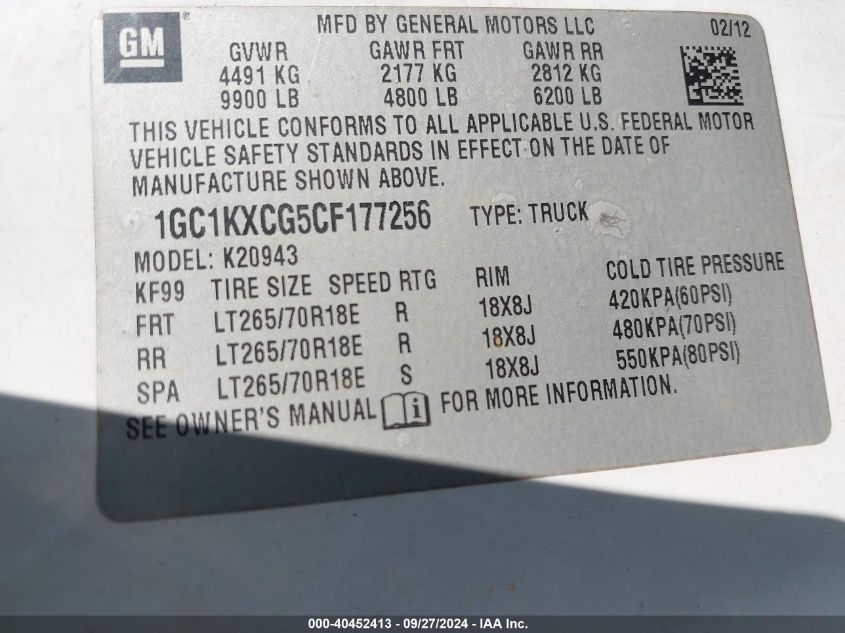 GM ®
MFD BY GENERAL MOTORS LLC 02/12
GVWR GAWR FRT GAWR RR
4491 KG 2177 KG 2812 KG
9900 LB 4800 LB 6200 LB
THIS VEHICLE CONFORMS TO ALL APPLICABLE U.S. FEDERAL MOTOR
VEHICLE SAFETY STANDARDS IN EFFECT ON THE DATE OF
MANUFACTURE SHOWN ABOVE.
1GC1KXCG5CF177256 TYPE: TRUCK
MODEL: K20943
KF99 TIRE SIZE SPEED RTG RIM COLD TIRE PRESSURE
FRT LT265/70R18E R 18X8J 420KPA(60PSI)
RR LT265/70R18E R 18X8J 480KPA(70PSI)
SPA LT265/70R18E S 18X8J 550KPA(80PSI)
SEE OWNER'S MANUAL i FOR MORE INFORMATION.
000-40452413 - 09/27/2024 - IAA Inc.